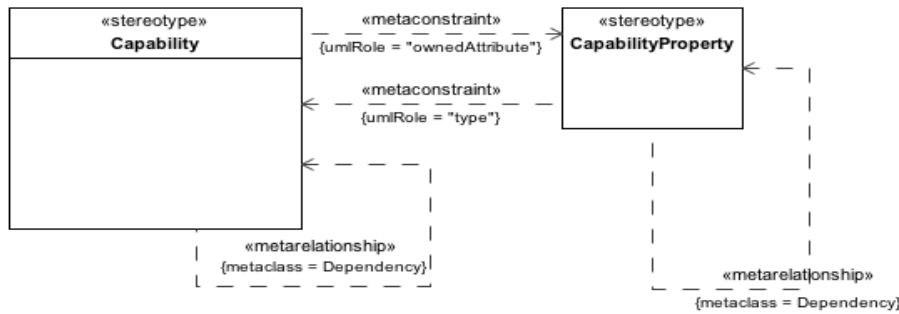 «stereotype»
Capability
«metaconstraint»
{umlRole = "ownedAttribute"}
«stereotype»
CapabilityProperty
«metaconstraint»
{umlRole = "type"}
«metarelationship»
{metaclass = Dependency}
«metarelationship»
{metaclass = Dependency}